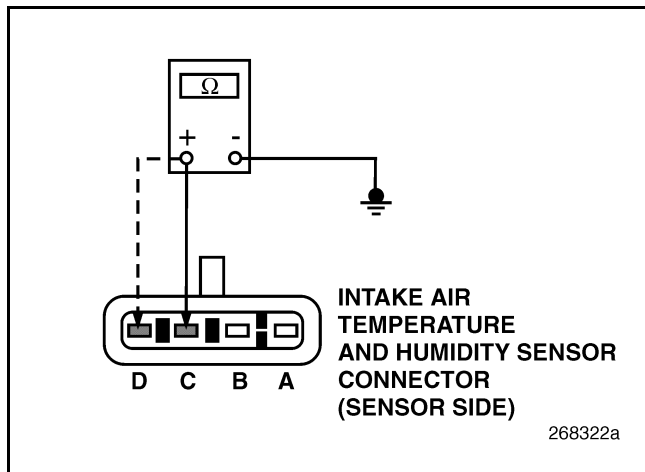 Ω
+ -
INTAKE AIR
TEMPERATURE
AND HUMIDITY SENSOR
CONNECTOR
(SENSOR SIDE)
D C B A
268322a